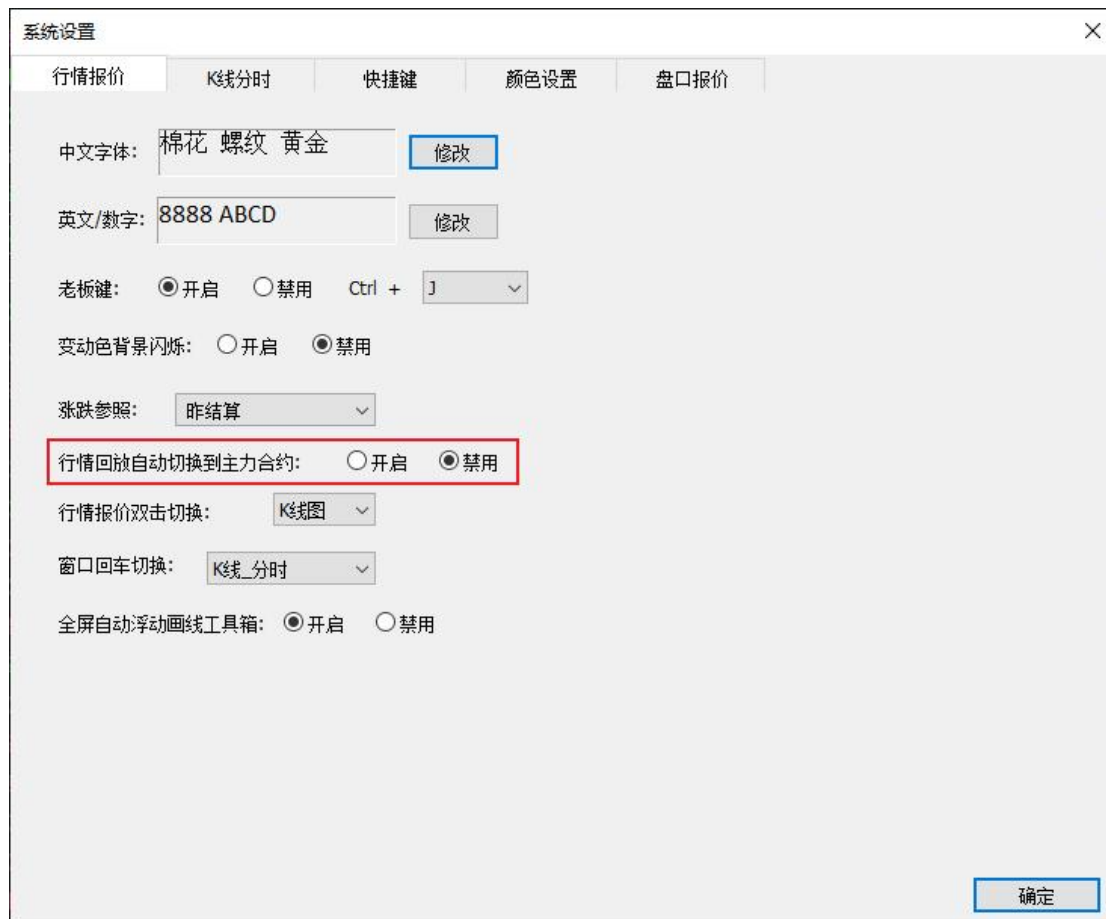 系统设置
行情报价 K线分时 快捷键 颜色设置 盘口报价
中文字体: 棉花 螺纹 黄金 修改
英文/数字: 8888 ABCD 修改
老板键: 开启 禁用 Ctrl + J
变动色背景闪烁: 开启 禁用
涨跌参照: 昨结算
行情回放自动切换到主力合约: 开启 禁用
行情报价双击切换: K线图
窗口回车切换: K线_分时
全屏自动浮动画线工具箱: 开启 禁用
确定